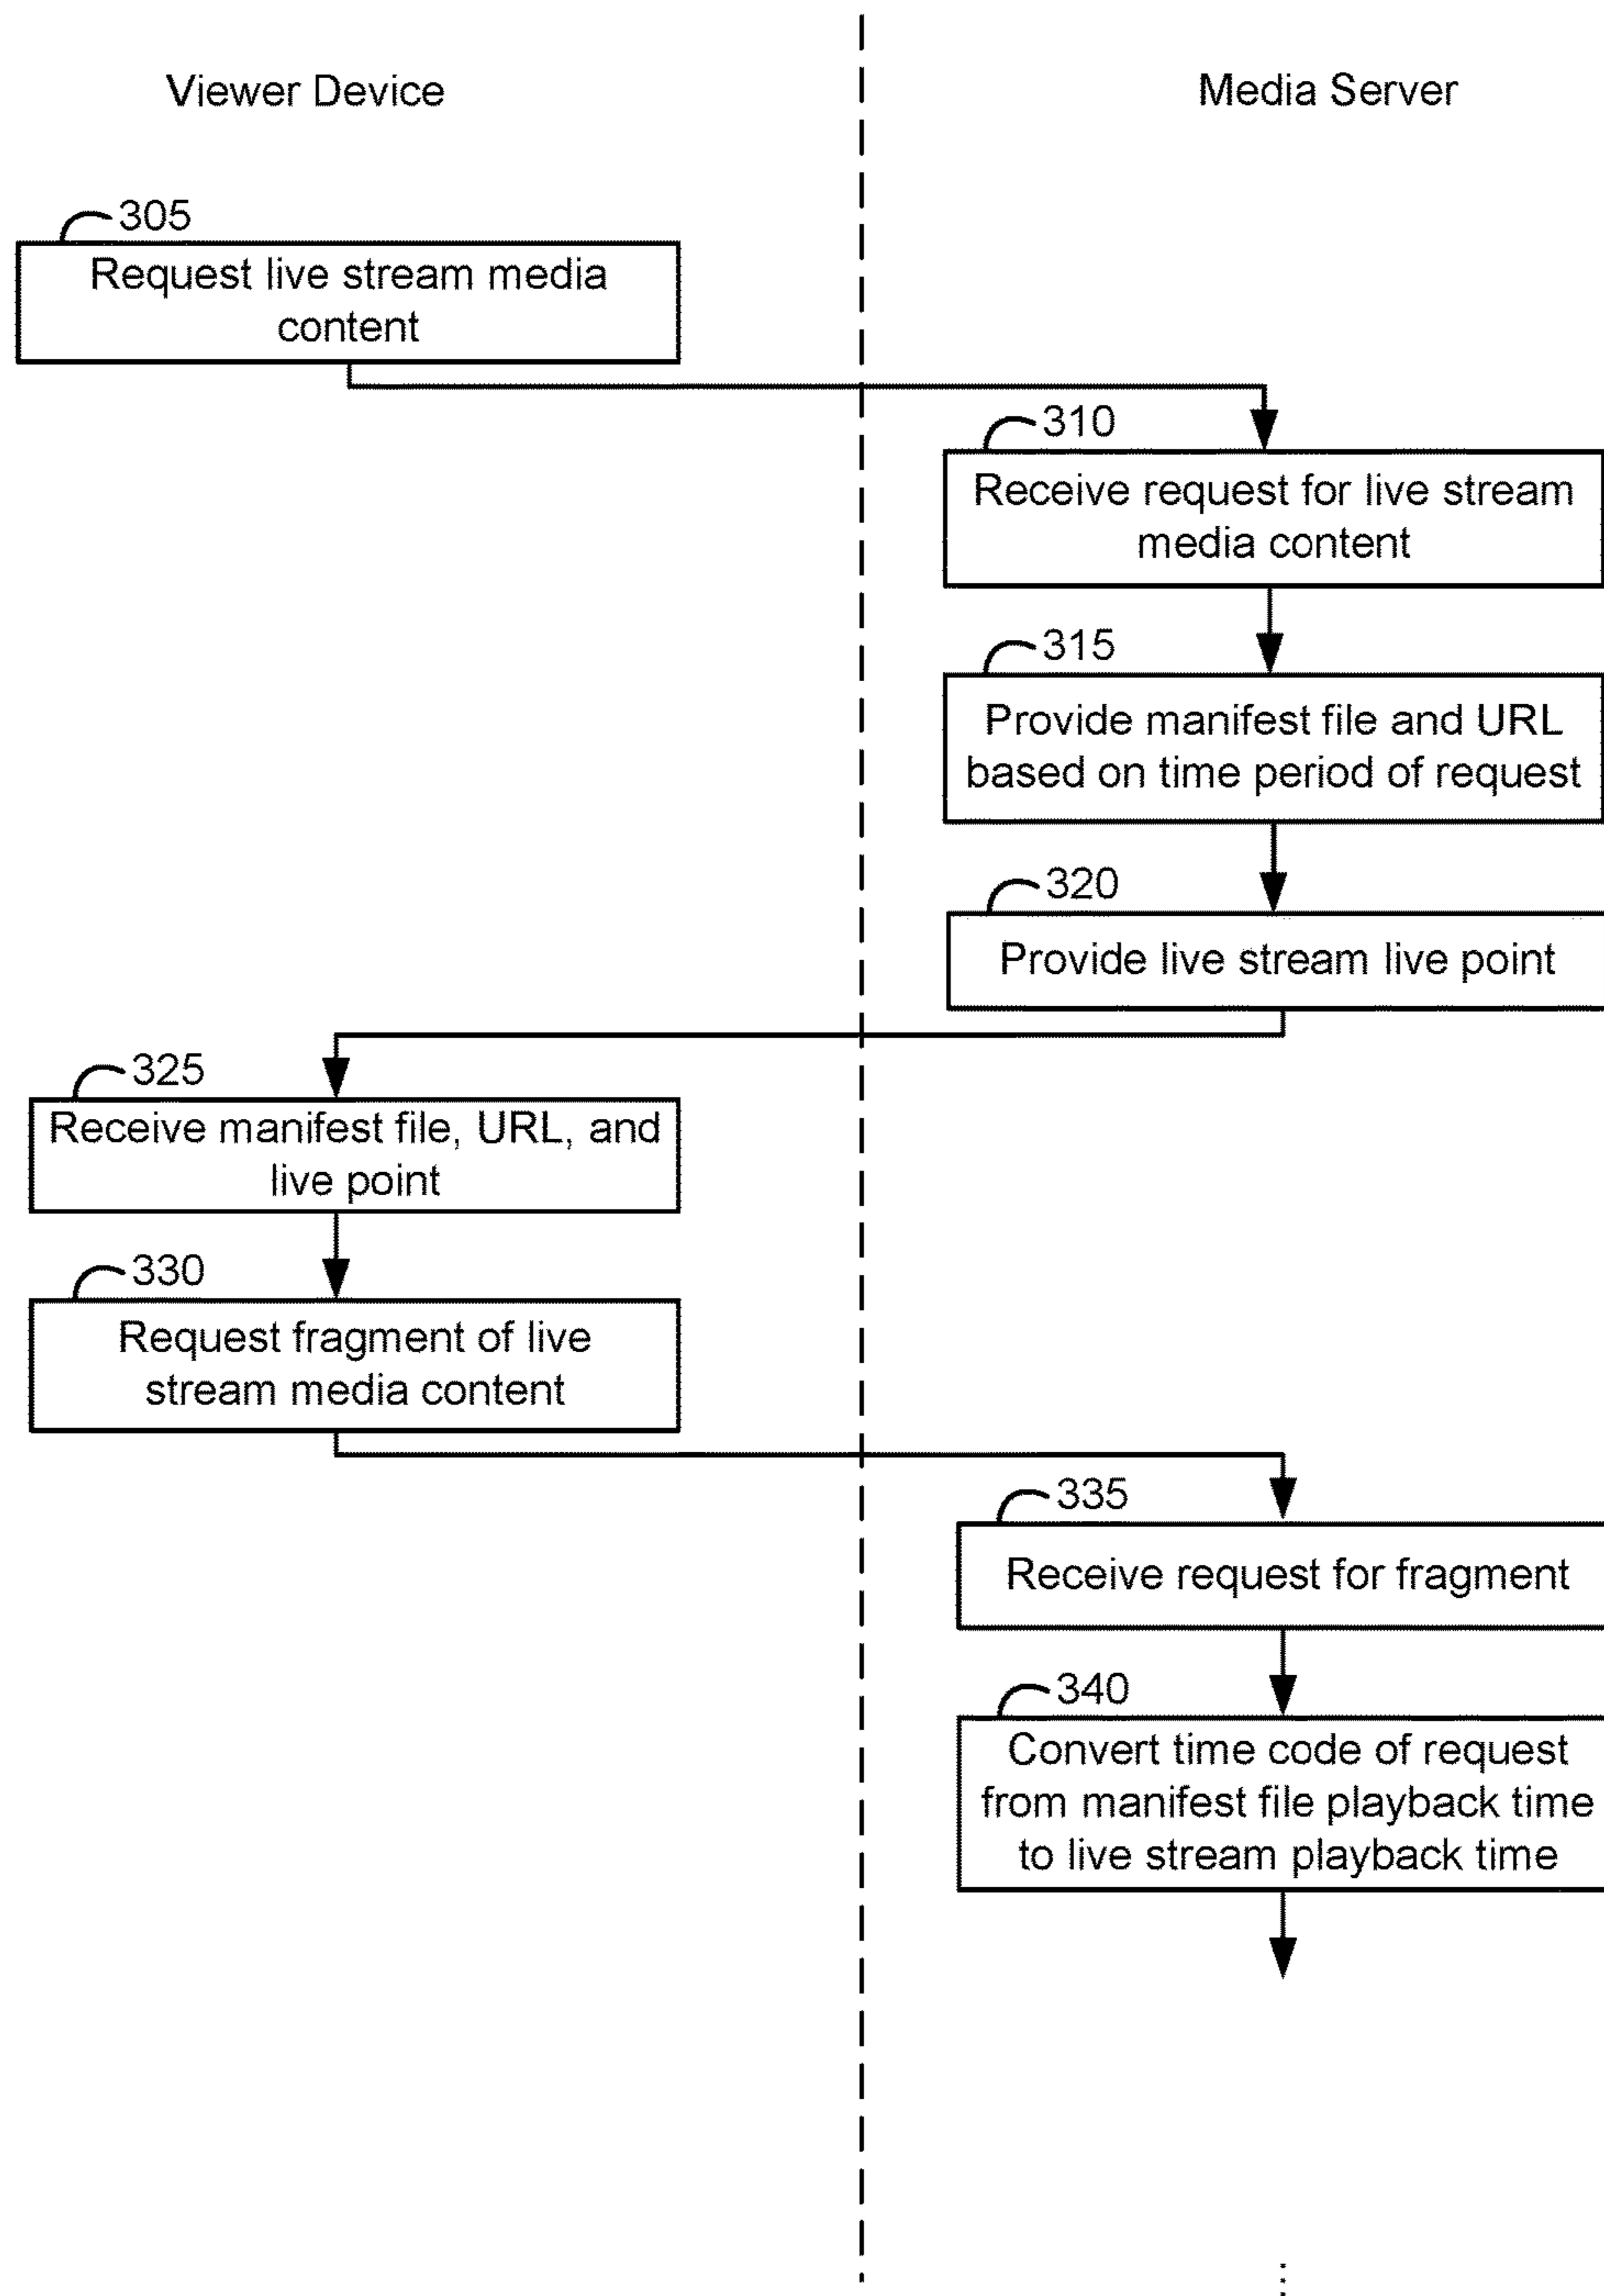 Viewer Device
Media Server
305
Request live stream media
content
310
Receive request for live stream
media content
315
Provide manifest file and URL
based on time period of request
320
Provide live stream live point
325
Receive manifest file, URL, and
live point
330
Request fragment of live
stream media content
335
Receive request for fragment
340
Convert time code of request
from manifest file playback time
to live stream playback time